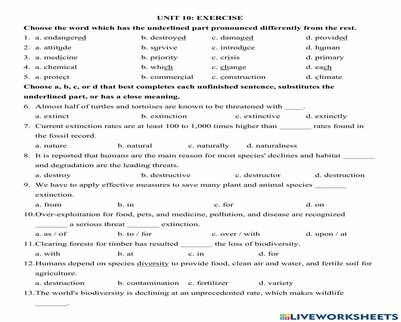 UNIT 10: EXERCISE
Choose the word which has the underlined part pronounced differently from the rest.
1. a. endangered b. destroyed c. damaged d. provided
2. a. attitude b. survive c. introduce d. human
3. a. medicine b. priority c. crisis d. primary
4. a. chemical b. which c. change d. each
5. a. protect b. commercial c. construction d. climate
Choose a, b, c, or d that best completes each unfinished sentence, substitutes the
underlined part, or has a close meaning.
6. Almost half of turtles and tortoises are known to be threatened with ____.
a. extinct b. extinction c. extinctive d. extinctly
7. Current extinction rates are at least 100 to 1,000 times higher than _______ rates found in
the fossil record.
a. nature b. natural c. naturally d. naturalness
8. It is reported that humans are the main reason for most species' declines and habitat _______
and degradation are the leading threats.
a. destroy b. destructive c. destructor d. destruction
9. We have to apply effective measures to save many plant and animal species _______
extinction.
a. from b. in c. for d. on
10.Over-exploitation for food, pets, and medicine, pollution, and disease are recognized
_______ a serious threat _______ extinction.
a. as / of b. to / for c. over / with d. upon / at
11.Clearing forests for timber has resulted _______ the loss of biodiversity.
a. with b. at c. in d. for
12.Humans depend on species diversity to provide food, clean air and water, and fertile soil for
agriculture.
a. destruction b. contamination c. fertilizer d. variety
13.The world's biodiversity is declining at an unprecedented rate, which makes wildlife
_______.
LIVEWORKSHEETS